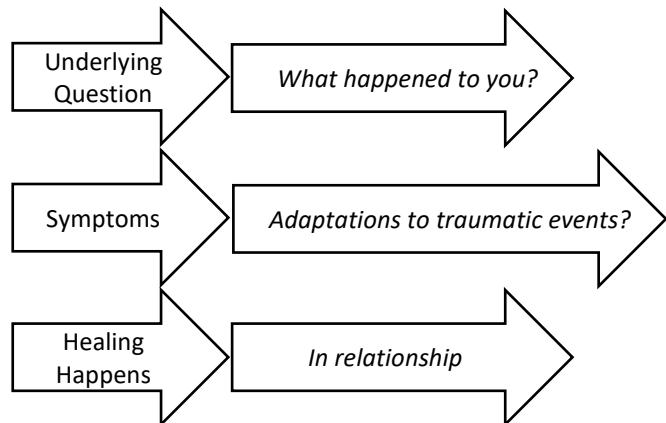 Underlying
Question
What happened to you?
Symptoms
Adaptations to traumatic events?
Healing
Happens
In relationship